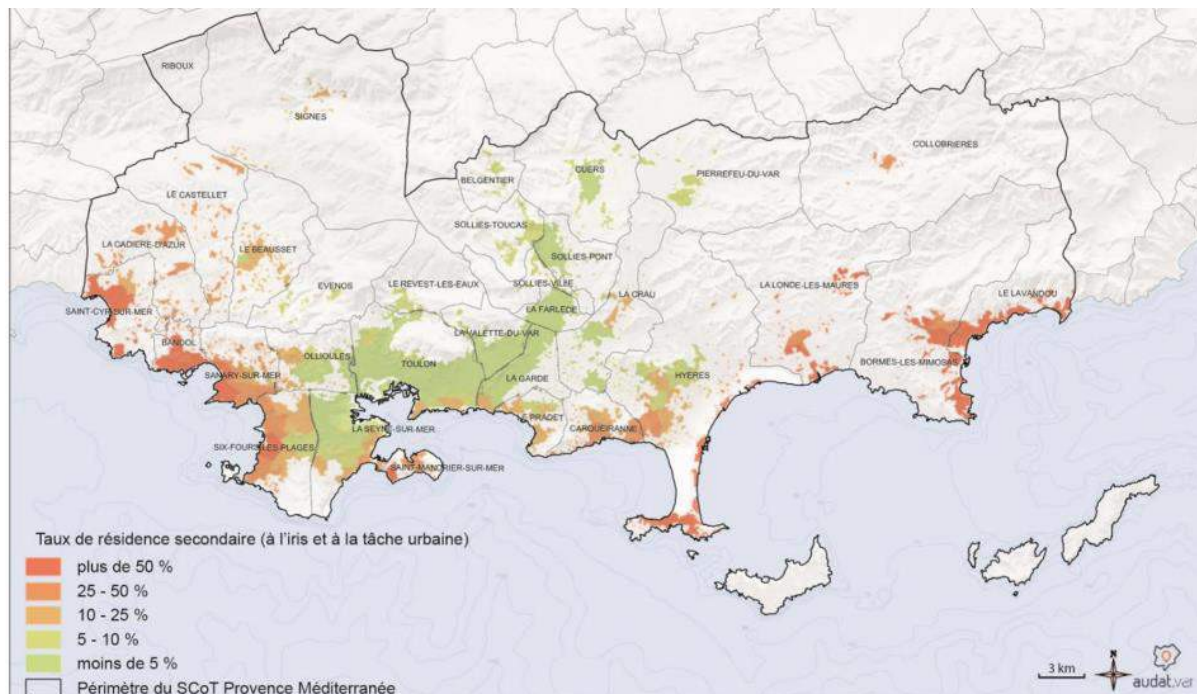 RIBOUX
SIGNES
COLLOBRIERES
CUERS
BELGENTIER
PIERREFEU-DU-VAR
LE CASTELLET
SOLLIES-TOUCAS
LA CADIERE-D'AZUR
LE BEAUSSET
SOLLIES-PONT
EVENOS
LE REVEST-LES-EAUX
SOLLIES-VILLE
LA CRAU
LA LONDE-LES-MAURES
LE LAVANDOU
SAINT-CYR-SUR-MER
LA FARLEDE
LA VALETTE-DU-VAR
BANDOL
OLLIOULES
TOULON
BORMES-LES-MIMOSAS
SANARY-SUR-MER
LA GARDE
HYERES
LE PRADET
CARQUEIRANNE
LA SEYNE-SUR-MER
SIX-FOURS-LES PLAGES
SAINT-MANDRIER-SUR-MER
Taux de résidence secondaire (à l'iris et à la tâche urbaine)
plus de 50 %
25 - 50 %
10 - 25 %
5 - 10 %
moins de 5 %
Périmètre du SCoT Provence Méditerranée
3 km
N
audat.var